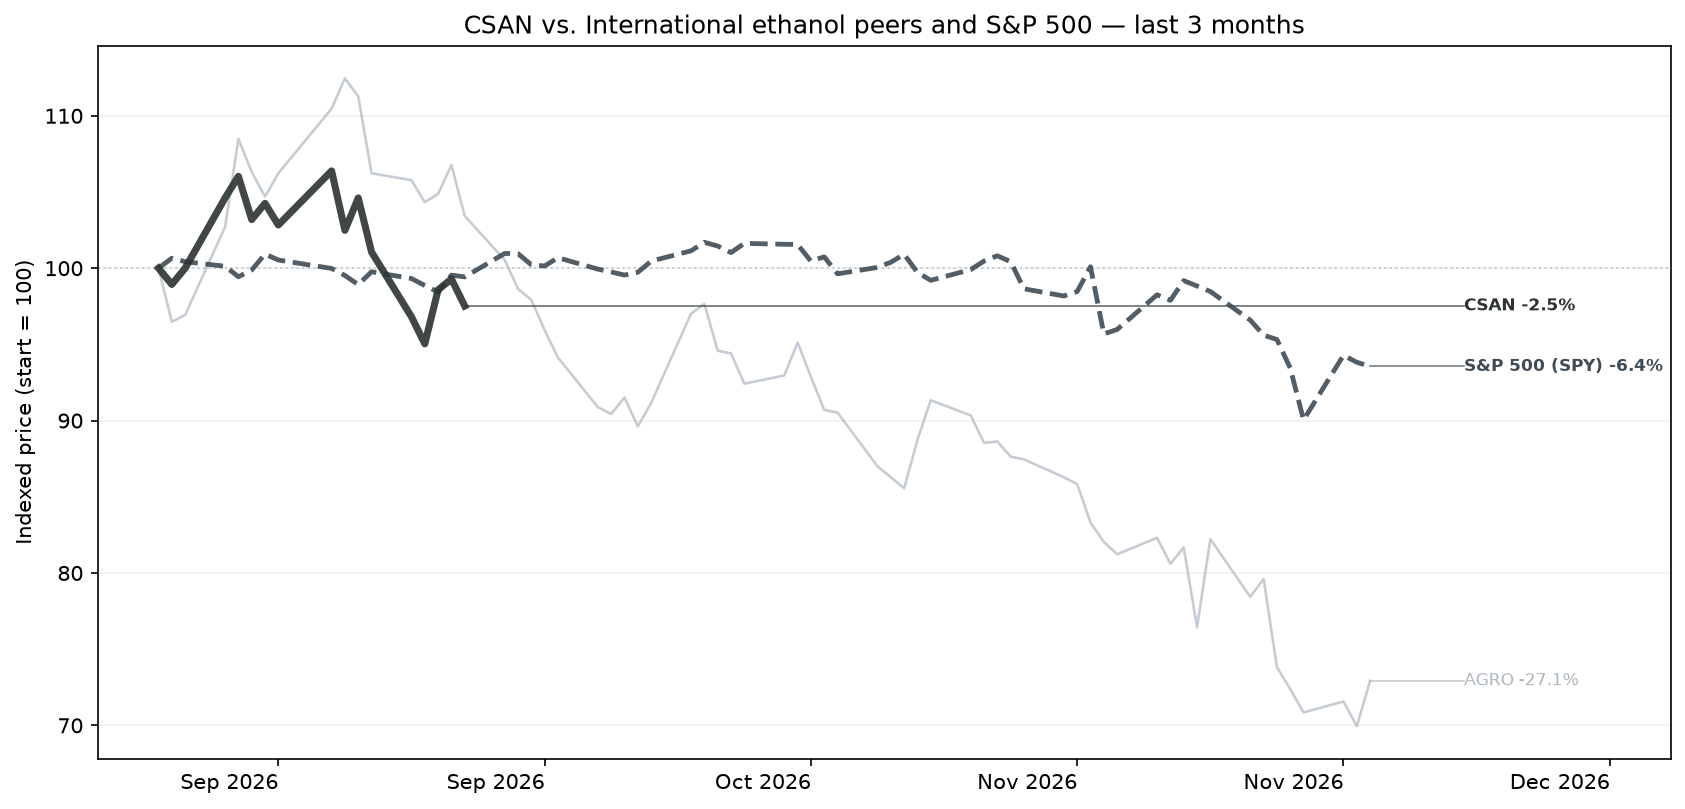 CSAN vs. International ethanol peers and S&P 500 — last 3 months
Indexed price (start = 100)
110
100
90
80
70
CSAN -2.5%
S&P 500 (SPY) -6.4%
AGRO -27.1%
Sep 2026
Sep 2026
Oct 2026
Nov 2026
Nov 2026
Dec 2026